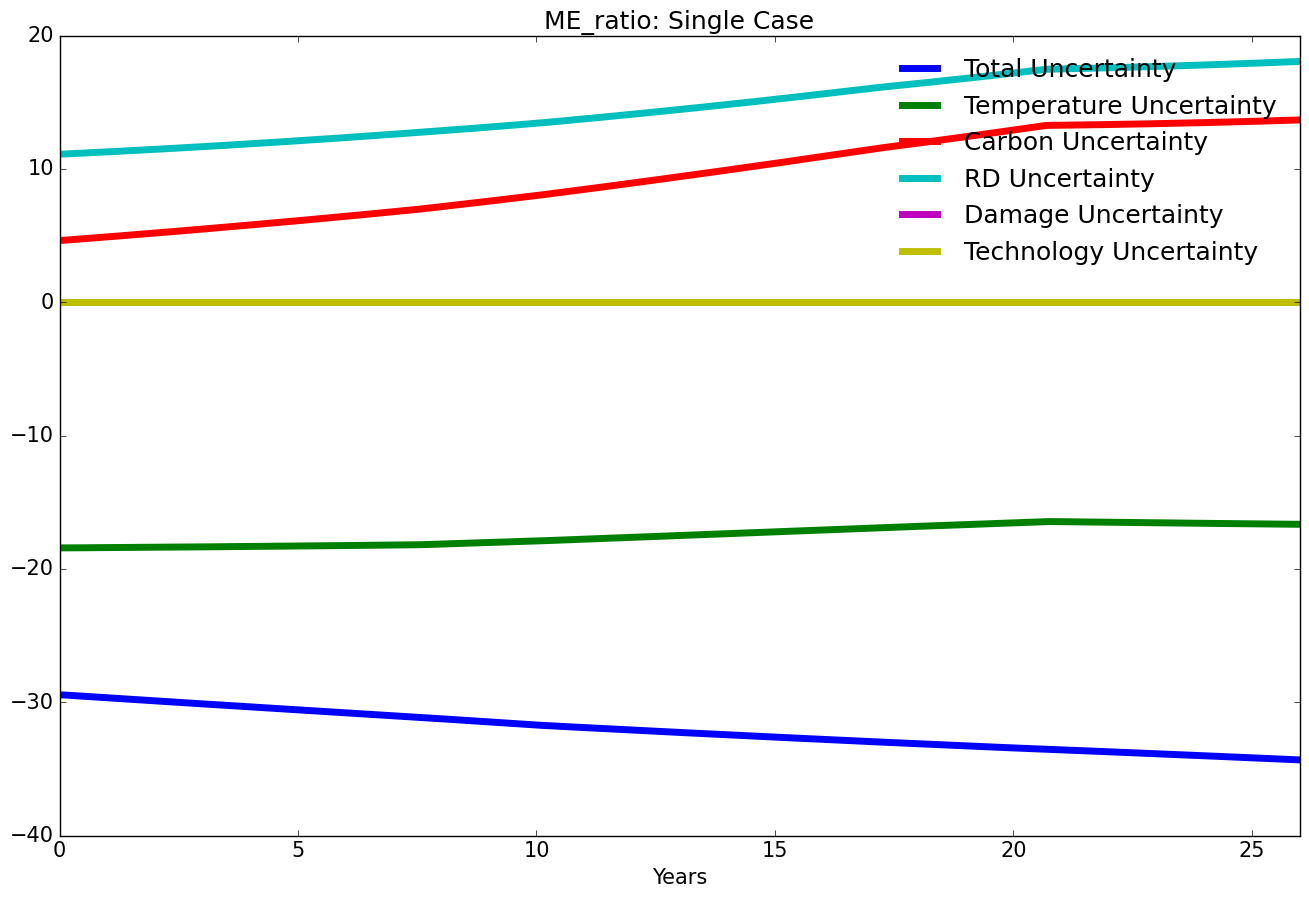 ME_ratio: Single Case
20
10
0
−10
−20
−30
−40
Total Uncertainty
Temperature Uncertainty
Carbon Uncertainty
RD Uncertainty
Damage Uncertainty
Technology Uncertainty
0 5 10 15 20 25
Years